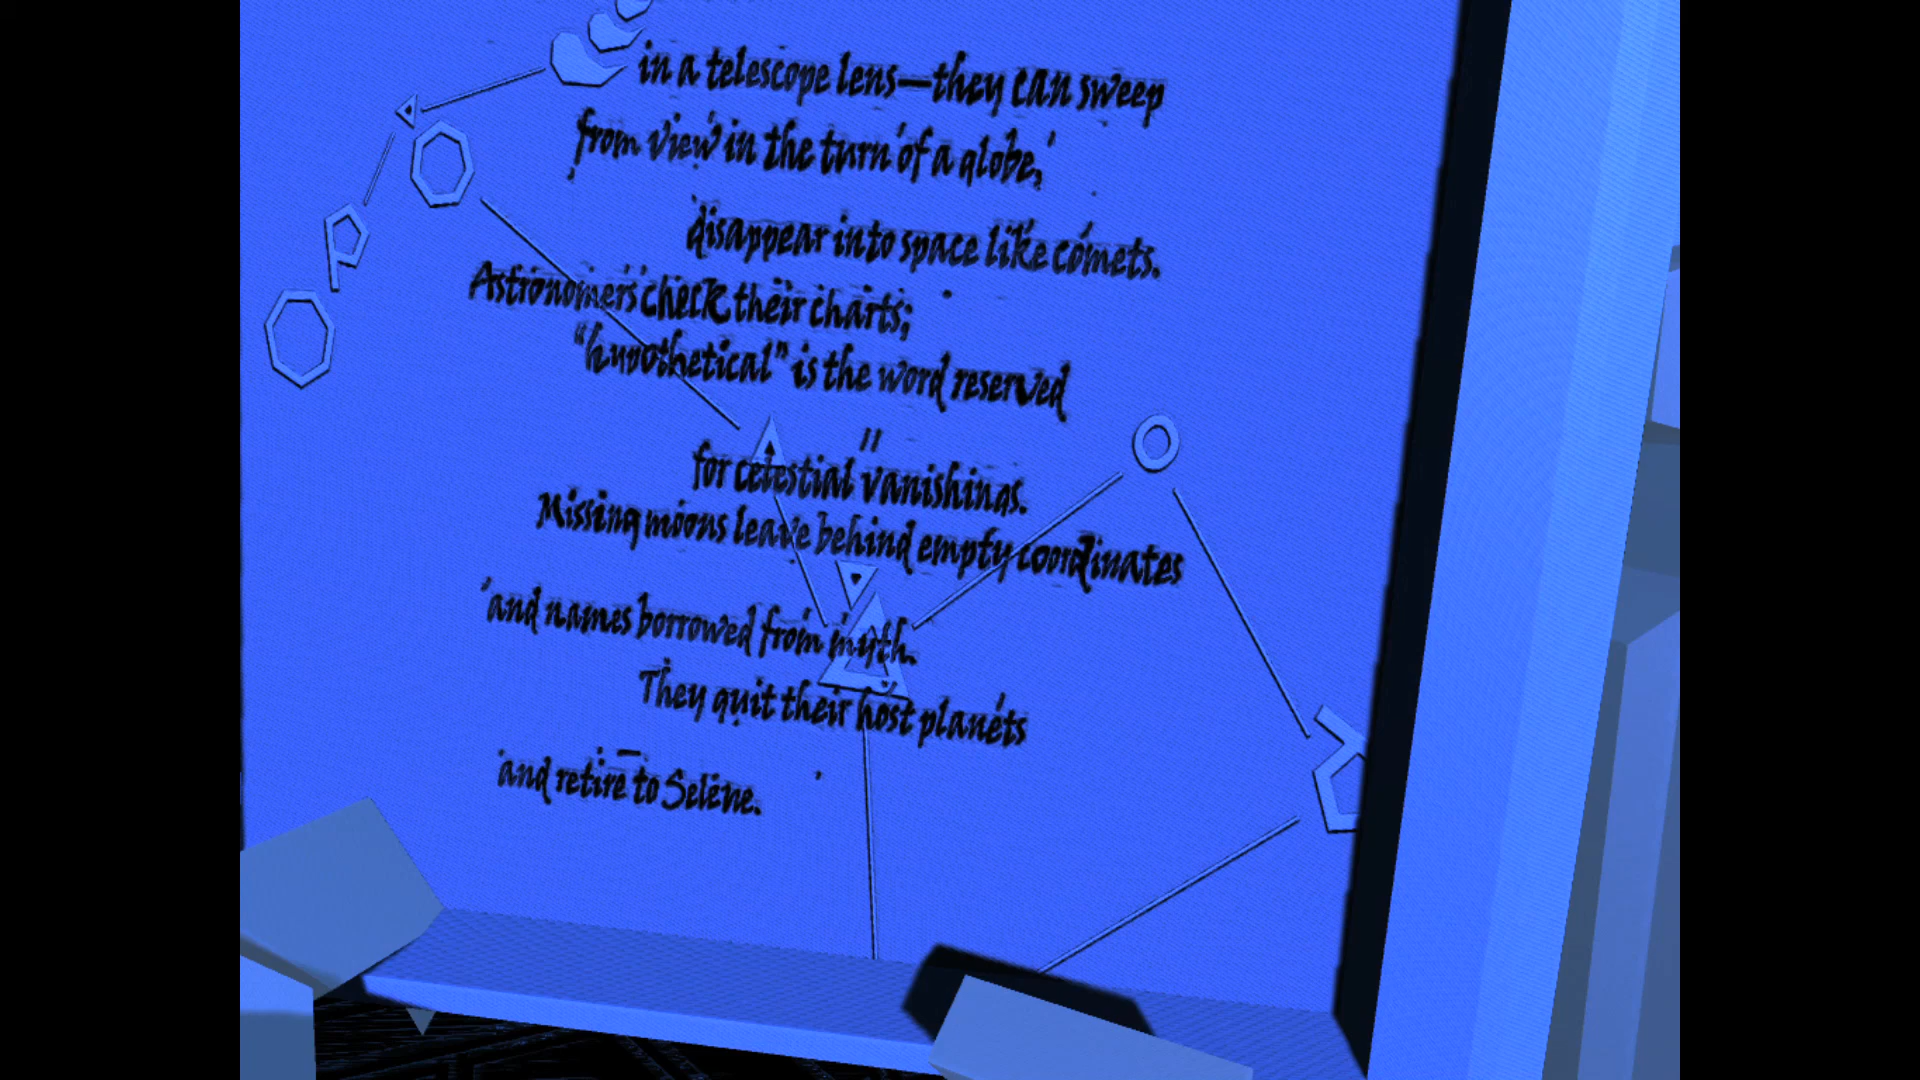 in a telescope lens—they can sweep
from view in the turn of a globe,
disappear into space like comets.
Astronomers check their charts;
"hypothetical" is the word reserved
for celestial vanishings.
Missing moons leave behind empty coordinates
and names borrowed from myth.
They quit their host planets
and retire to Selene.